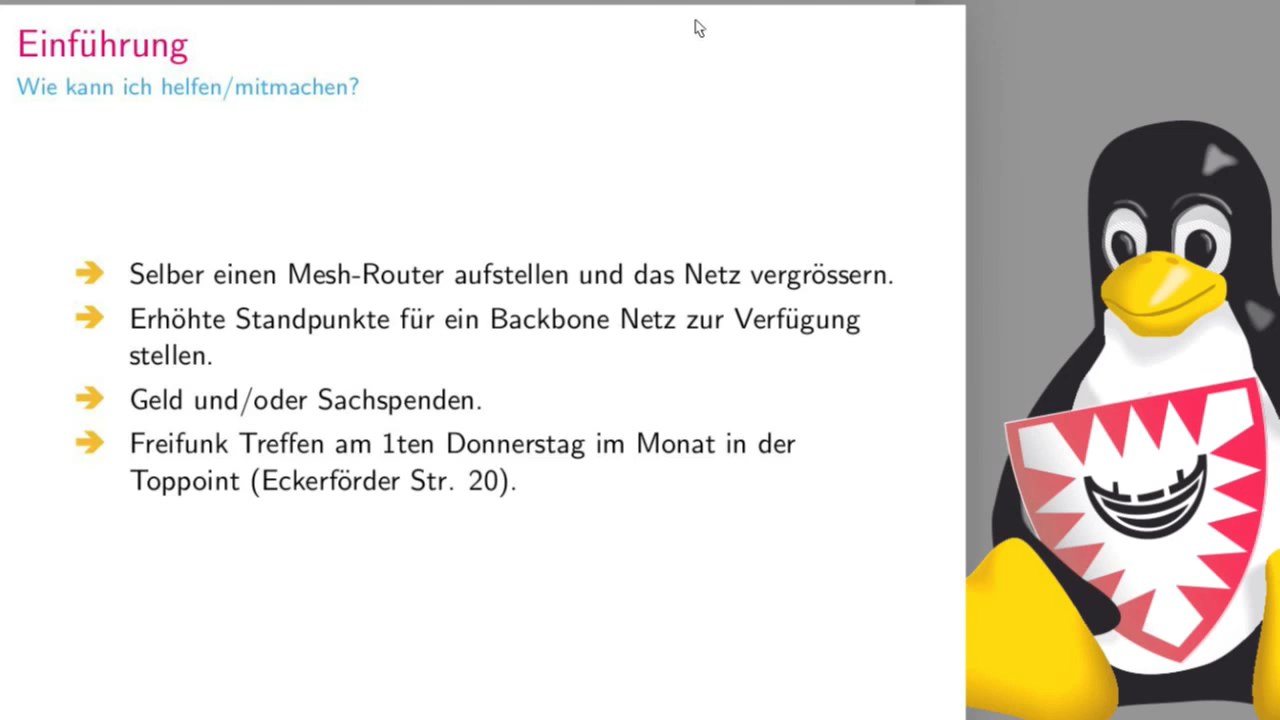 Einführung
Wie kann ich helfen/mitmachen?
➔ Selber einen Mesh-Router aufstellen und das Netz vergrössern.
➔ Erhöhte Standpunkte für ein Backbone Netz zur Verfügung
stellen.
➔ Geld und/oder Sachspenden.
➔ Freifunk Treffen am 1ten Donnerstag im Monat in der
Toppoint (Eckerförder Str. 20).